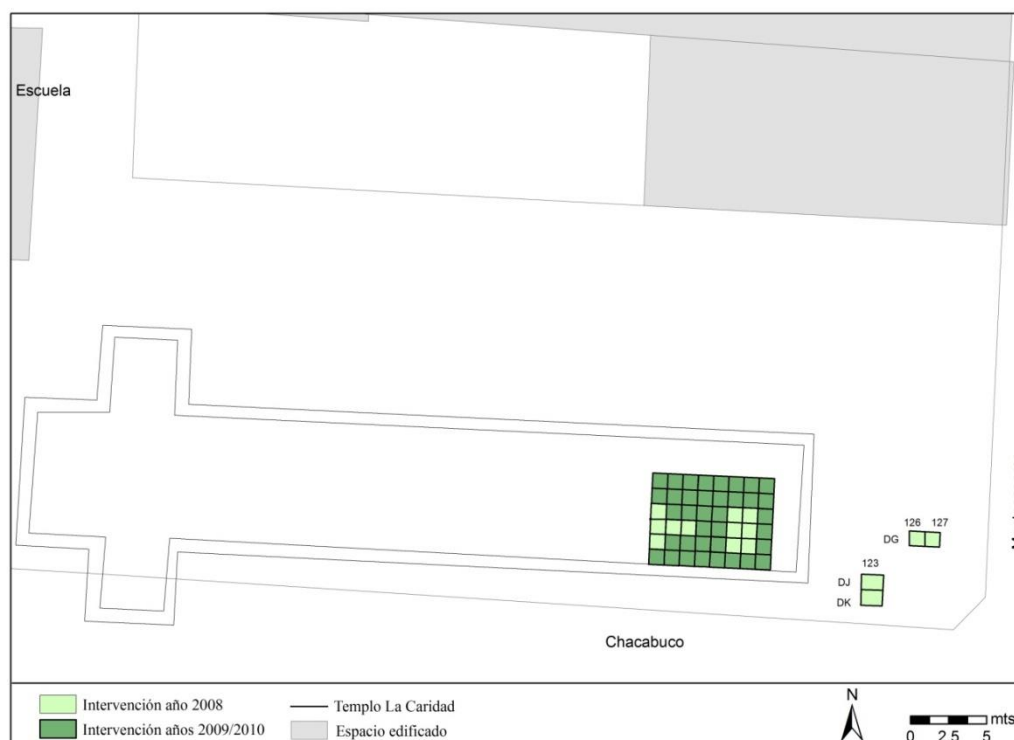 Escuela
126 127
DG
123
DJ
DK
Chacabuco
Intervención año 2008
Templo La Caridad
N
Intervención años 2009/2010
Espacio edificado
mts
0 2.5 5